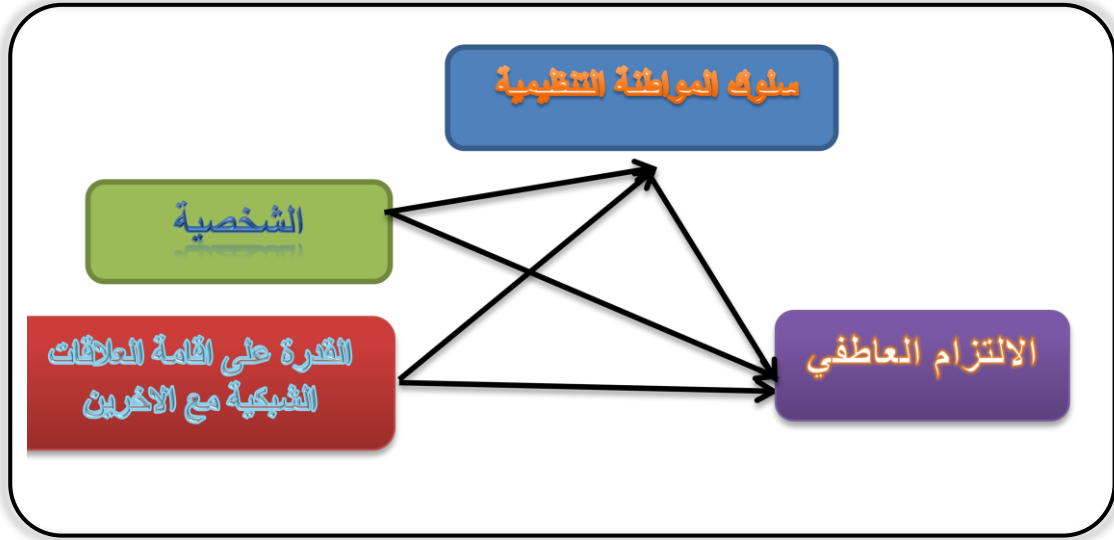 سلوك المواطنة التنظيمية
الشخصية
القدرة على اقامة العلاقات
الشبكية مع الاخرين
الالتزام العاطفي